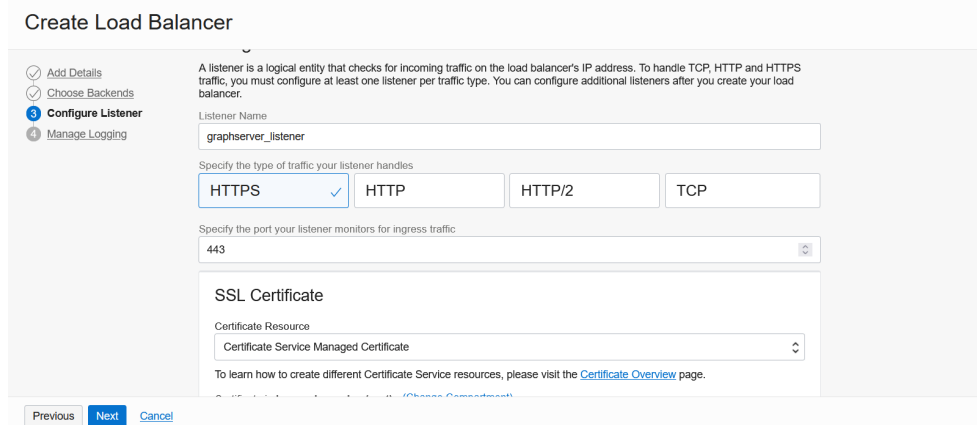 Create Load Balancer
Add Details
Choose Backends
3 Configure Listener
4 Manage Logging
A listener is a logical entity that checks for incoming traffic on the load balancer's IP address. To handle TCP, HTTP and HTTPS
traffic, you must configure at least one listener per traffic type. You can configure additional listeners after you create your load
balancer.
Listener Name
graphserver_listener
Specify the type of traffic your listener handles
HTTPS HTTP HTTP/2 TCP
Specify the port your listener monitors for ingress traffic
443
SSL Certificate
Certificate Resource
Certificate Service Managed Certificate
To learn how to create different Certificate Service resources, please visit the Certificate Overview page.
(Change Compartment)
Previous Next Cancel